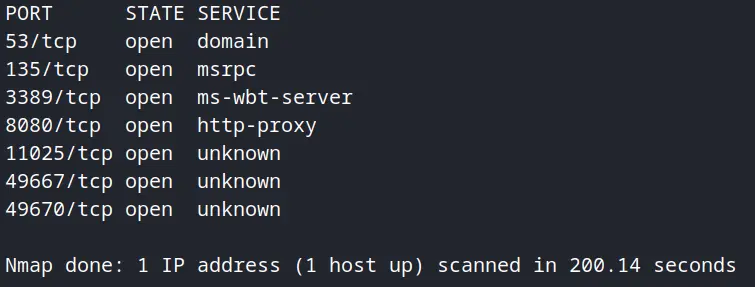 PORT      STATE SERVICE
53/tcp    open  domain
135/tcp   open  msrpc
3389/tcp  open  ms-wbt-server
8080/tcp  open  http-proxy
11025/tcp open  unknown
49667/tcp open  unknown
49670/tcp open  unknown

Nmap done: 1 IP address (1 host up) scanned in 200.14 seconds